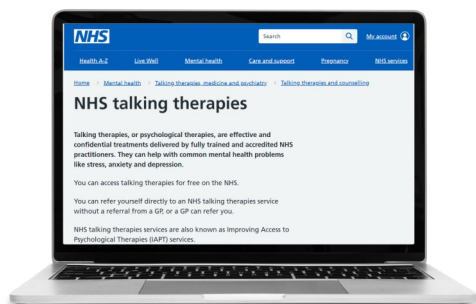 NHS
Search
My account
Health A-Z Live Well Mental health Care and support Pregnancy NHS services
Home Mental health Talking therapies, medicine and psychiatry Talking therapies and counselling
NHS talking therapies
Talking therapies, or psychological therapies, are effective and
confidential treatments delivered by fully trained and accredited NHS
practitioners. They can help with common mental health problems
like stress, anxiety and depression.
You can access talking therapies for free on the NHS.
You can refer yourself directly to an NHS talking therapies service
without a referral from a GP, or a GP can refer you.
NHS talking therapies services are also known as Improving Access to
Psychological Therapies (IAPT) services.